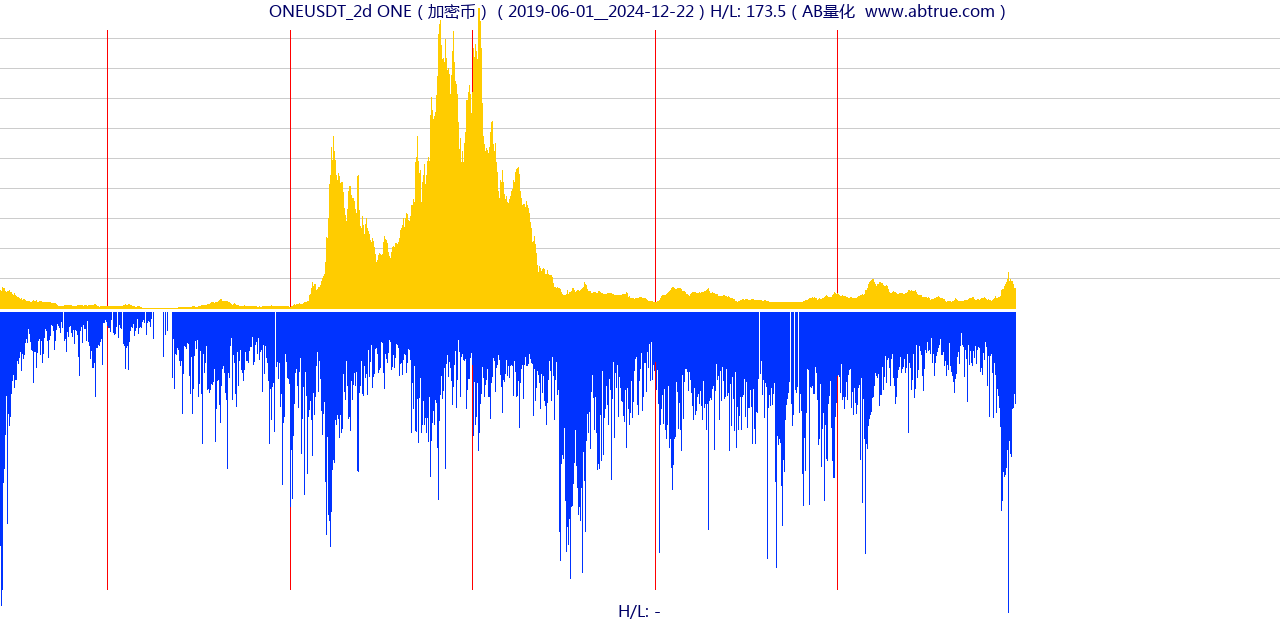 ONEUSDT_2d ONE ( 加密币 ) ( 2019-06-01__2024-12-22 ) H/L: 173.5 ( AB量化 www.abtrue.com )
H/L: -